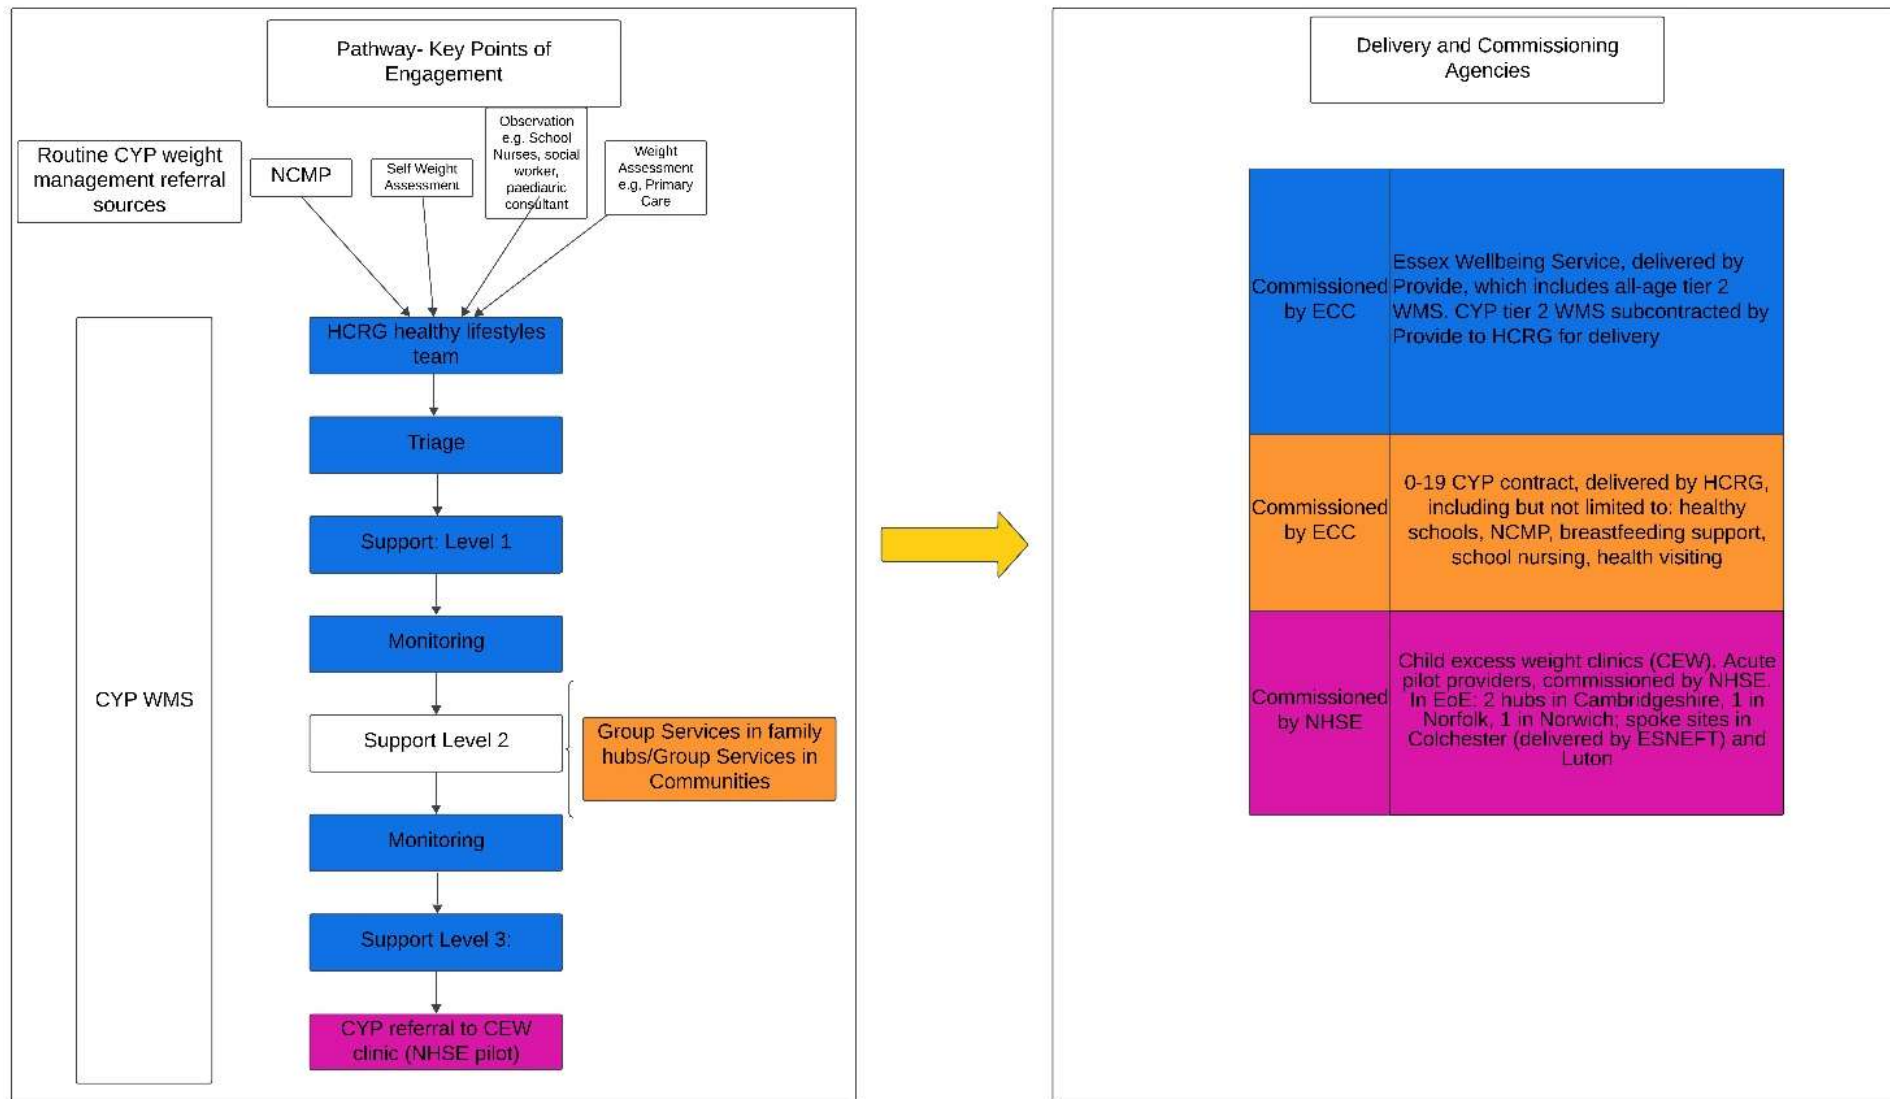 Pathway- Key Points of
Engagement
Routine CYP weight
management referral
sources
NCMP
Self Weight
Assessment
Observation
e.g. School
Nurses, social
worker,
paediatric
consultant
Weight
Assessment
e.g, Primary
Care
CYP WMS
HCRG healthy lifestyles
team
Triage
Support: Level 1
Monitoring
Support Level 2
Group Services in family
hubs/Group Services in
Communities
Monitoring
Support Level 3:
CYP referral to CEW
clinic (NHSE pilot)
Delivery and Commissioning
Agencies
Commissioned
by ECC
Essex Wellbeing Service, delivered by
Provide, which includes all-age tier 2
WMS. CYP tier 2 WMS subcontracted by
Provide to HCRG for delivery
Commissioned
by ECC
0-19 CYP contract, delivered by HCRG,
including but not limited to: healthy
schools, NCMP, breastfeeding support,
school nursing, health visiting
Commissioned
by NHSE
Child excess weight clinics (CEW). Acute
pilot providers, commissioned by NHSE.
In EoE: 2 hubs in Cambridgeshire, 1 in
Norfolk, 1 in Norwich; spoke sites in
Colchester (delivered by ESNEFT) and
Luton